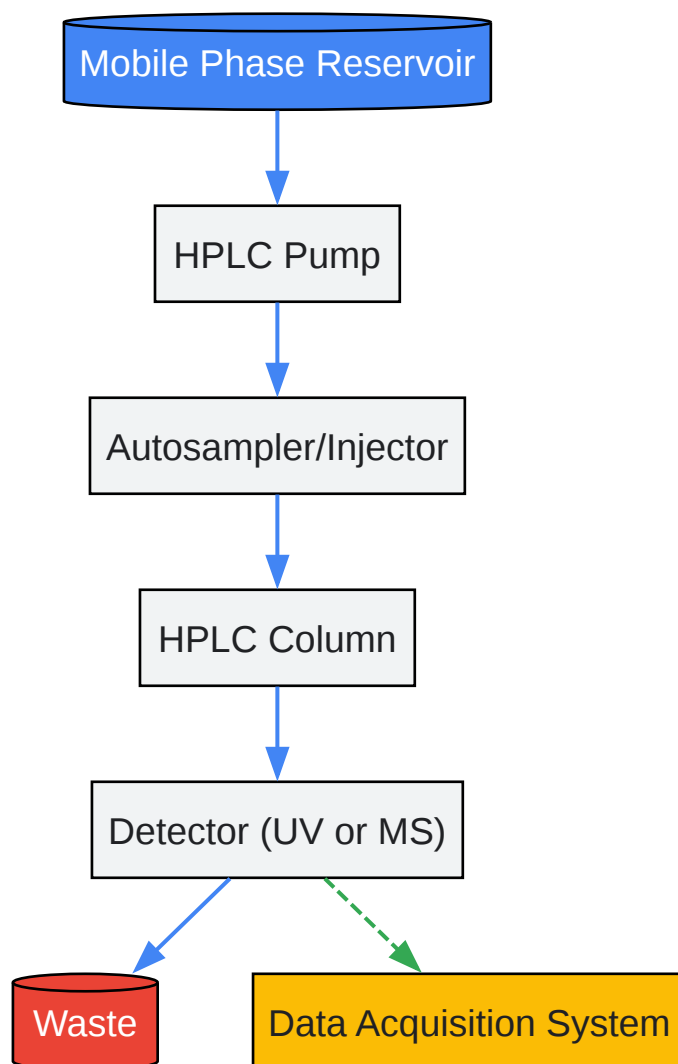 Mobile Phase Reservoir
HPLC Pump
Autosampler/Injector
HPLC Column
Detector (UV or MS)
Waste
Data Acquisition System